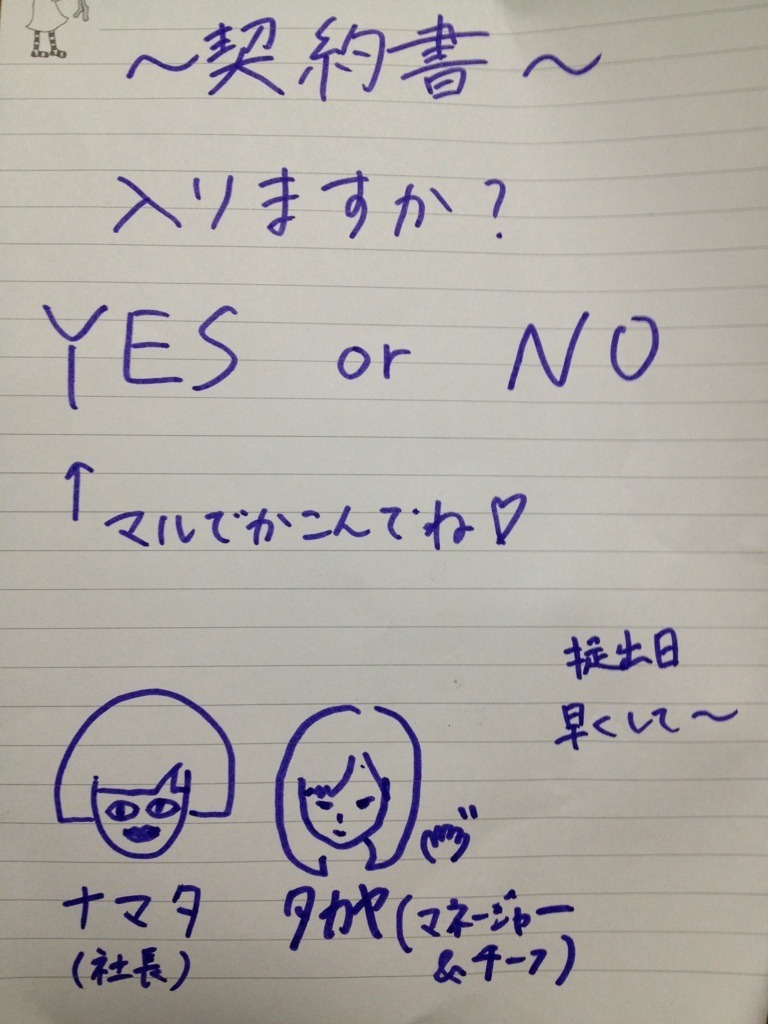 〜契約書〜
入りますか?
YES or NO
↑マルでかこんでね♡
提出日
早くして〜
ナマタ
(社長)
タカヤ(マネージャー
&チーフ)